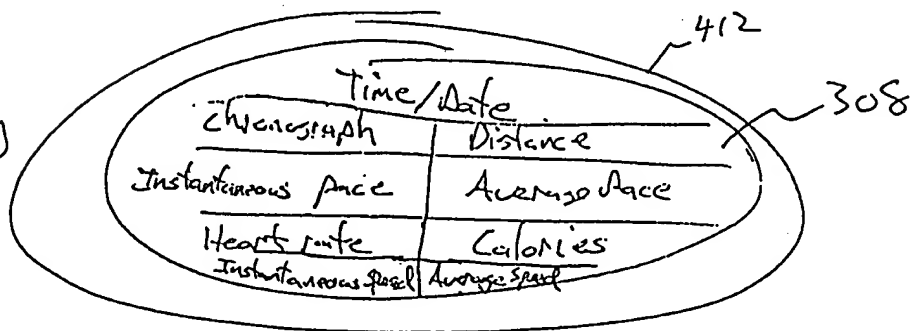 412
Time/Date
308
Chronograph Distance
Instantaneous pace Average Pace
Heart rate Calories
Instantaneous Speed Average Speed